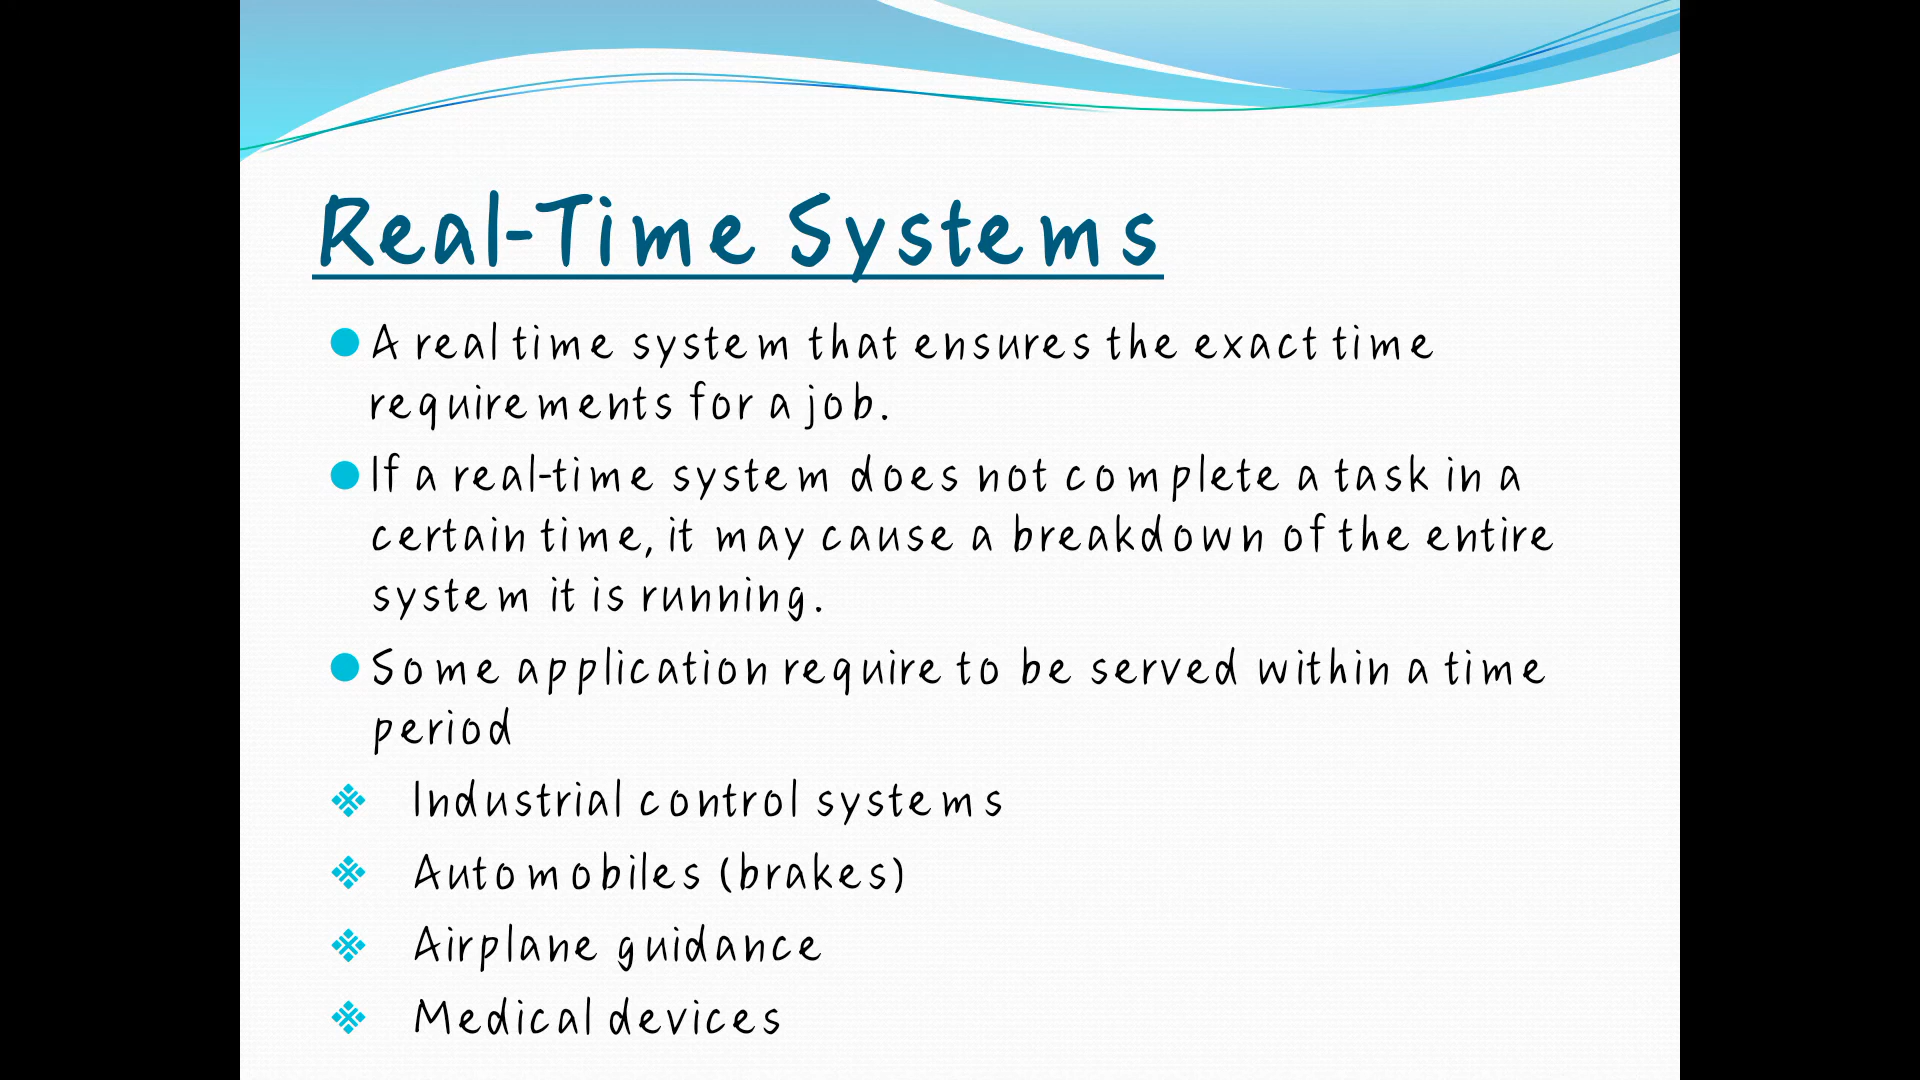 Real-Time Systems
A real time system that ensures the exact time
requirements for a job.
If a real-time system does not complete a task in a
certain time, it may cause a breakdown of the entire
system it is running.
Some application require to be served within a time
period
Industrial control systems
Automobiles (brakes)
Airplane guidance
Medical devices